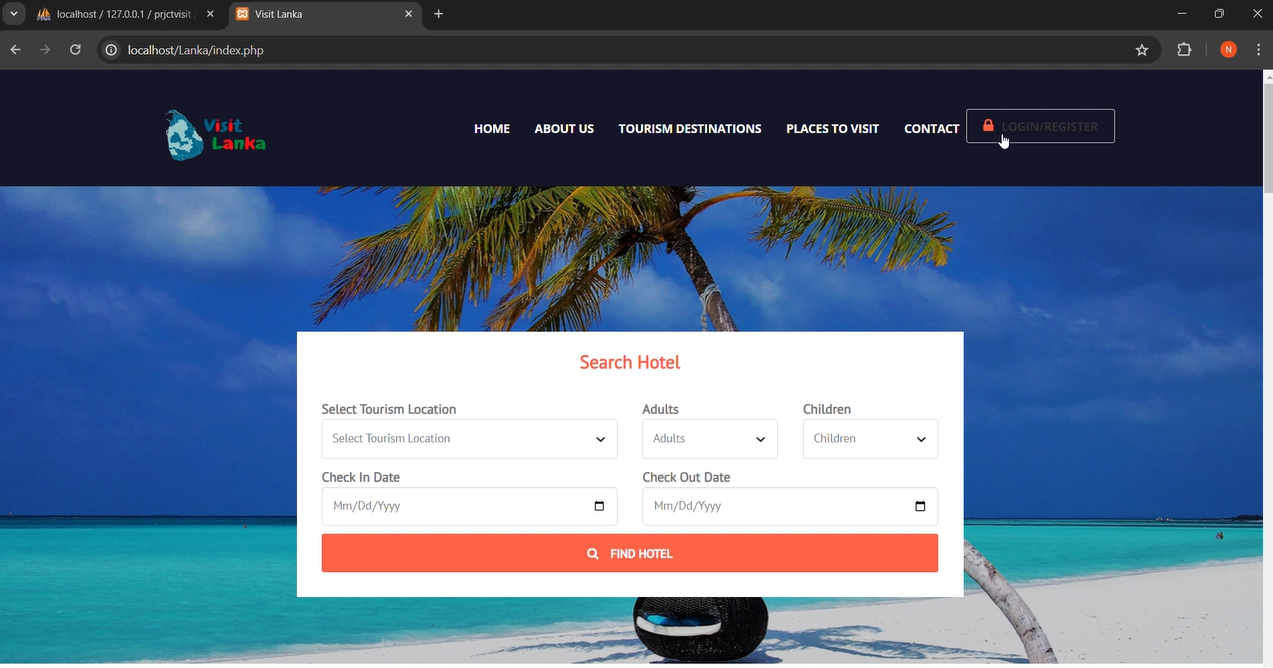 localhost / 127.0.0.1 / prjctvisit
Visit Lanka
localhost/Lanka/index.php
N
Visit
Lanka
HOME ABOUT US TOURISM DESTINATIONS PLACES TO VISIT CONTACT LOGIN/REGISTER
Search Hotel
Select Tourism Location Adults Children
Select Tourism Location Adults Children
Check In Date Check Out Date
Mm/Dd/Yyyy Mm/Dd/Yyyy
FIND HOTEL